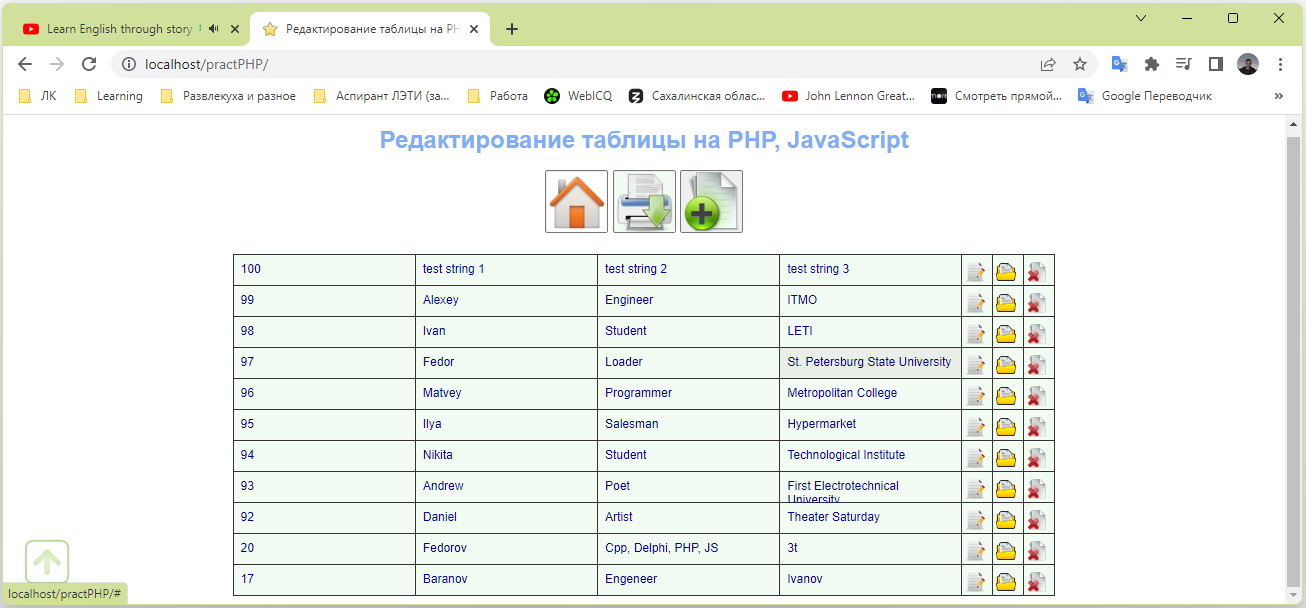 Learn English through story
Редактирование таблицы на PH
localhost/practPHP/
ЛК
Learning
Развлекуха и разное
Аспирант ЛЭТИ (за...
Работа
WebICQ
Сахалинская облас...
John Lennon Great...
Смотреть прямой...
Google Переводчик
»
Редактирование таблицы на PHP, JavaScript
100 test string 1 test string 2 test string 3
99 Alexey Engineer ITMO
98 Ivan Student LETI
97 Fedor Loader St. Petersburg State University
96 Matvey Programmer Metropolitan College
95 Ilya Salesman Hypermarket
94 Nikita Student Technological Institute
93 Andrew Poet First Electrotechnical
University
92 Daniel Artist Theater Saturday
20 Fedorov Cpp, Delphi, PHP, JS 3t
17 Baranov Engeneer Ivanov
localhost/practPHP/#